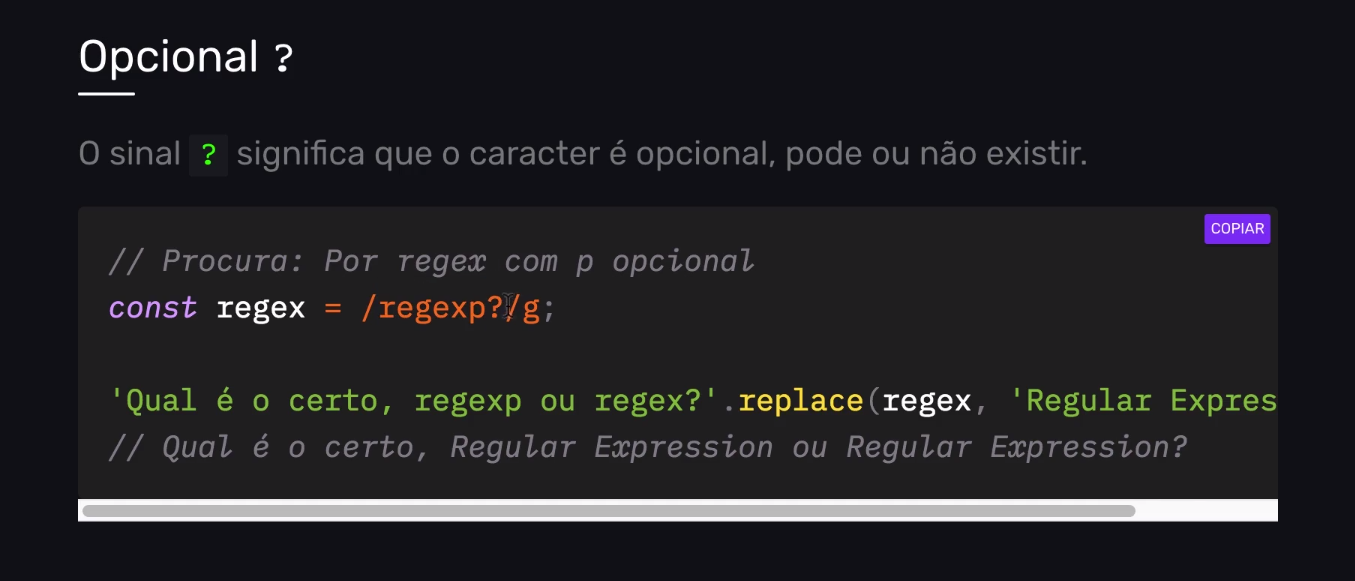 Opcional ?
O sinal ? significa que o caracter é opcional, pode ou não existir.
COPIAR
// Procura: Por regex com p opcional
const regex = /regexp?/g;
'Qual é o certo, regexp ou regex?'.replace(regex, 'Regular Expres
// Qual é o certo, Regular Expression ou Regular Expression?